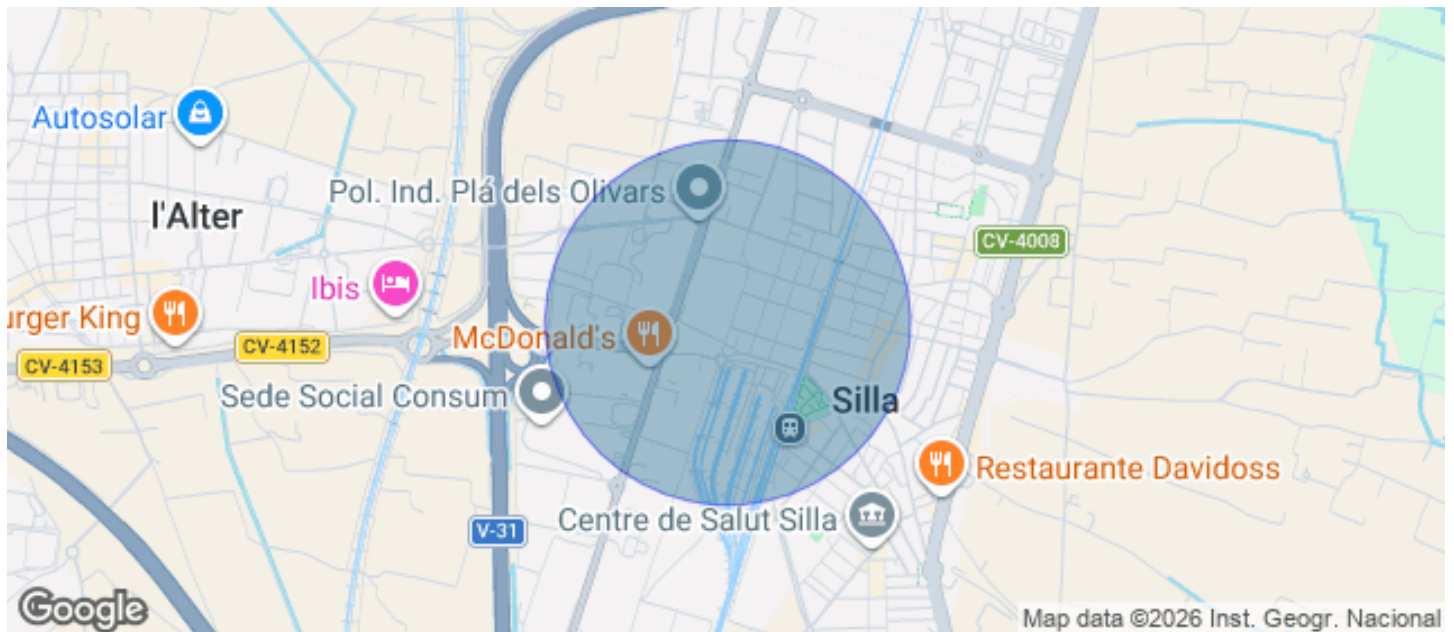 Autosolar
Pol. Ind. Plá dels Olivars
l'Alter
CV-4008
Ibis
urger King
McDonald's
CV-4152
CV-4153
Sede Social Consum
Silla
Restaurante Davidoss
Centre de Salut Silla
V-31
Google
Map data ©2026 Inst. Geogr. Nacional